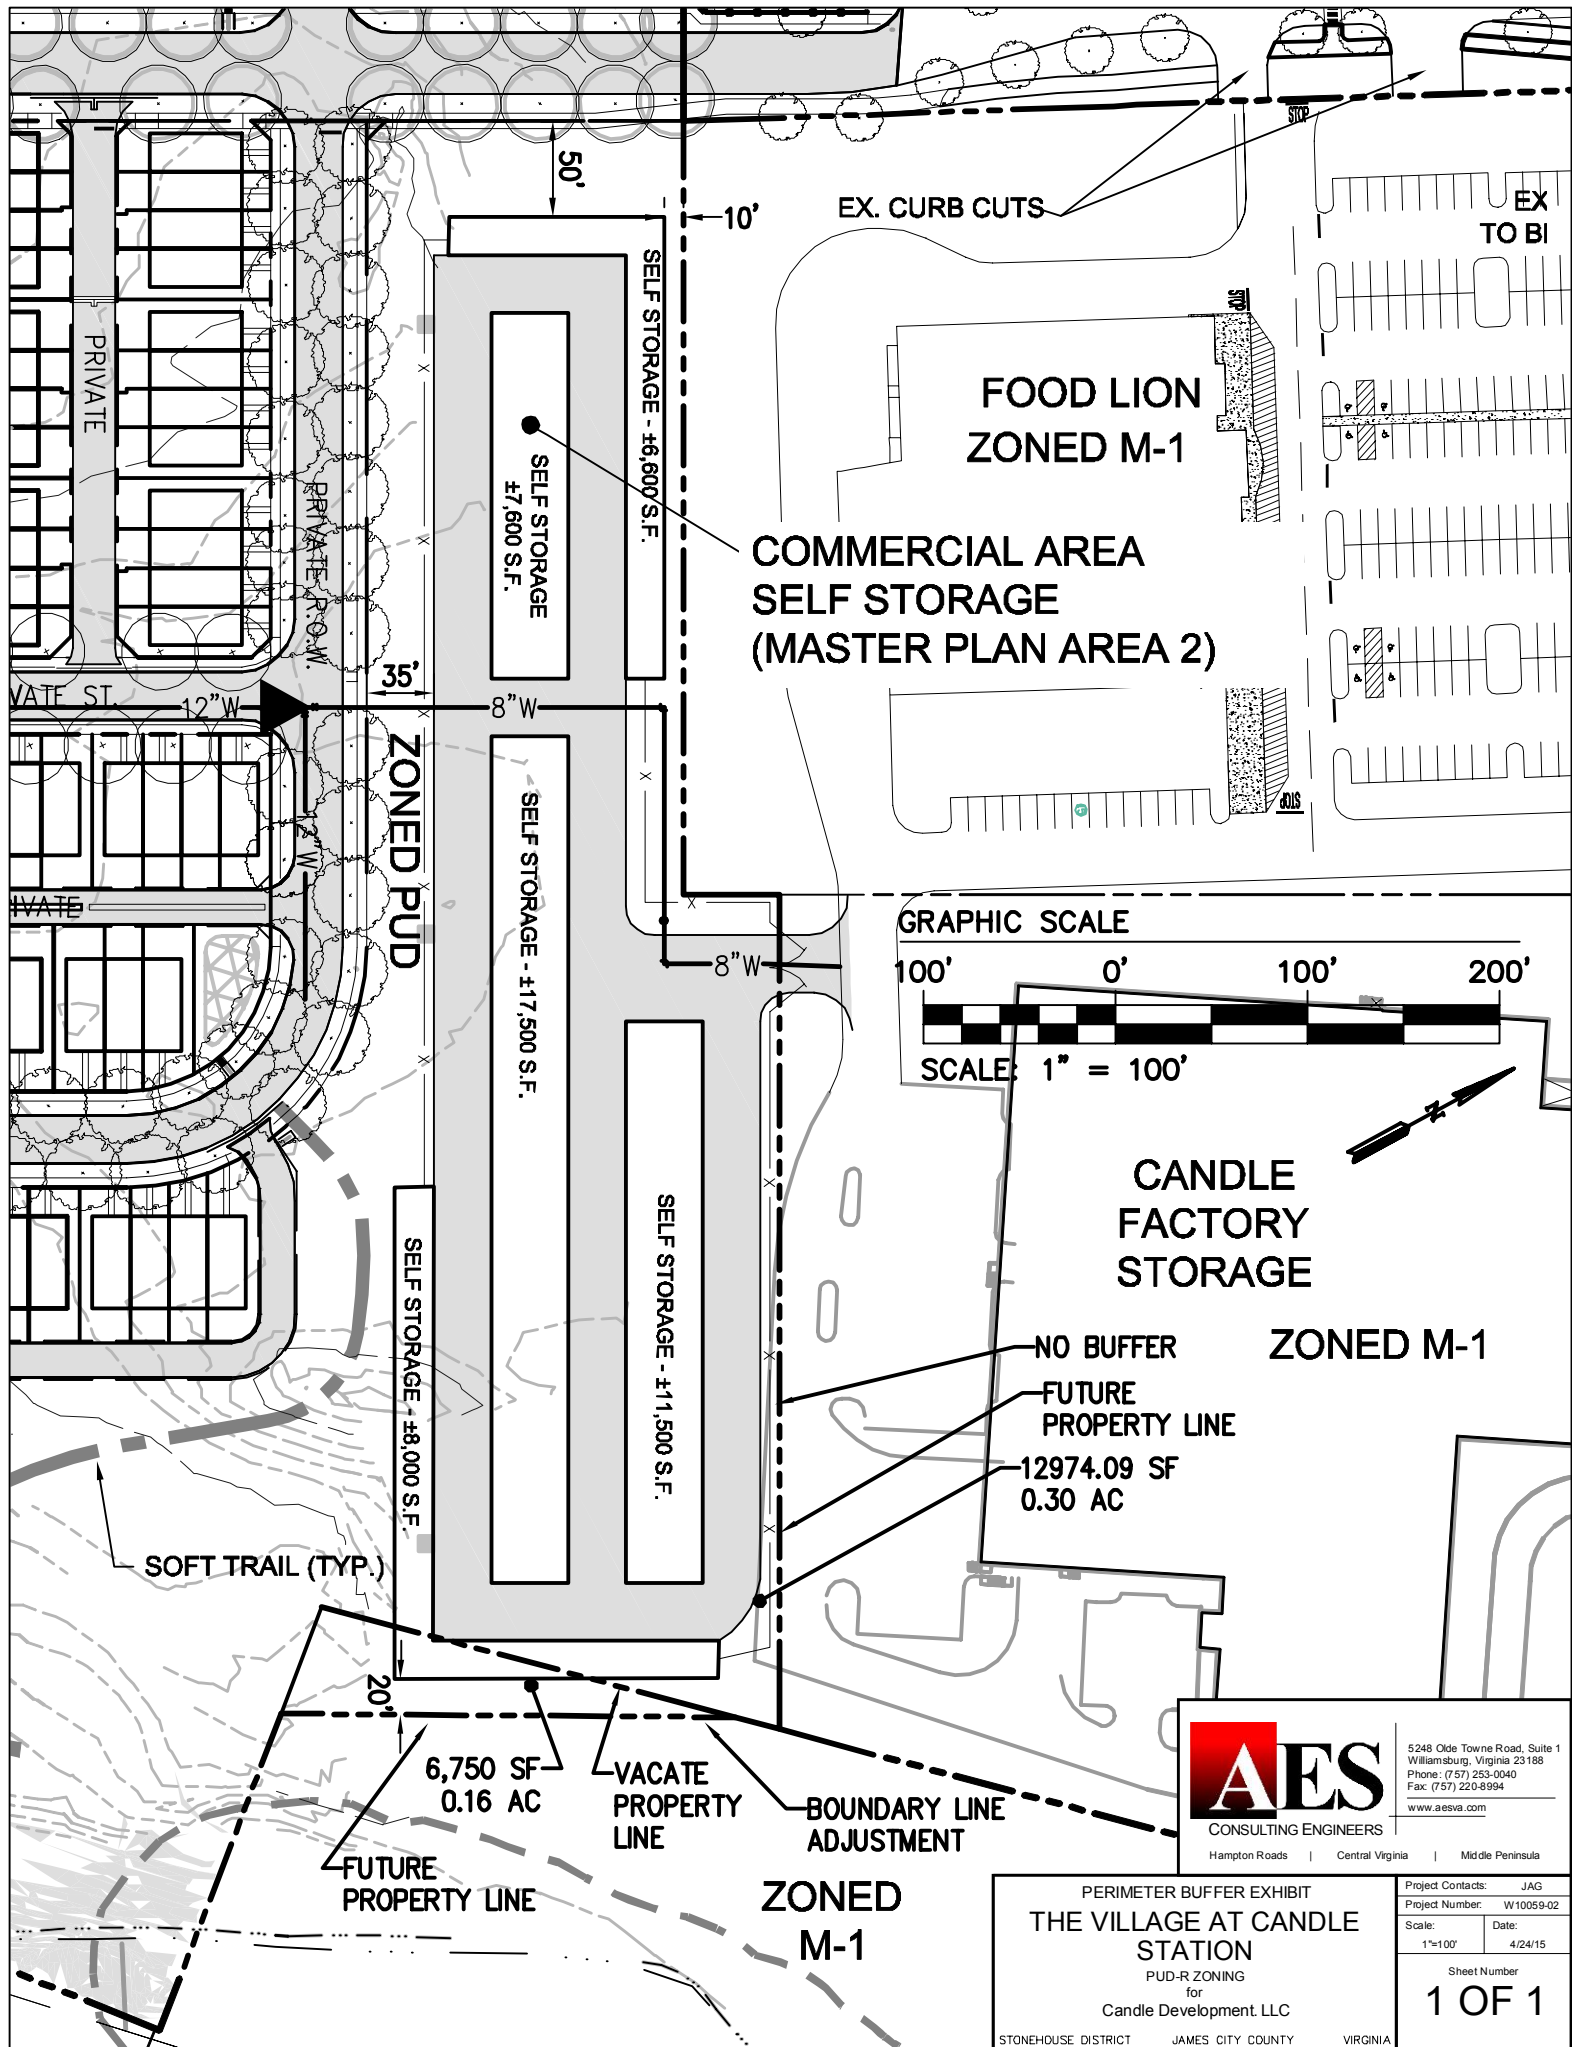 50'
10'
EX. CURB CUTS
STOP
EX
TO BI
STOP
PRIVATE
PRIVATE R.O.W.
SELF STORAGE - ±6,600 S.F.
SELF STORAGE
±7,600 S.F.
FOOD LION
ZONED M-1
COMMERCIAL AREA
SELF STORAGE
(MASTER PLAN AREA 2)
35'
VATE ST.
12"W
8"W
ZONED PUD
12"W
STOP
SELF STORAGE - ±17,500 S.F.
IVATE
8"W
GRAPHIC SCALE
100' 0' 100' 200'
SCALE: 1" = 100'
N
CANDLE
FACTORY
STORAGE
ZONED M-1
SELF STORAGE - ±8,000 S.F.
SELF STORAGE - ±11,500 S.F.
NO BUFFER
FUTURE
PROPERTY LINE
12974.09 SF
0.30 AC
SOFT TRAIL (TYP.)
20'
6,750 SF
0.16 AC
VACATE
PROPERTY
LINE
BOUNDARY LINE
ADJUSTMENT
FUTURE
PROPERTY LINE
ZONED
M-1
AES
CONSULTING ENGINEERS
5248 Olde Towne Road, Suite 1
Williamsburg, Virginia 23188
Phone: (757) 253-0040
Fax: (757) 220-8994
www.aesva.com
Hampton Roads | Central Virginia | Middle Peninsula
PERIMETER BUFFER EXHIBIT
THE VILLAGE AT CANDLE
STATION
PUD-R ZONING
for
Candle Development. LLC
STONEHOUSE DISTRICT JAMES CITY COUNTY VIRGINIA
Project Contacts: JAG
Project Number: W10059-02
Scale: Date:
1"=100' 4/24/15
Sheet Number
1 OF 1